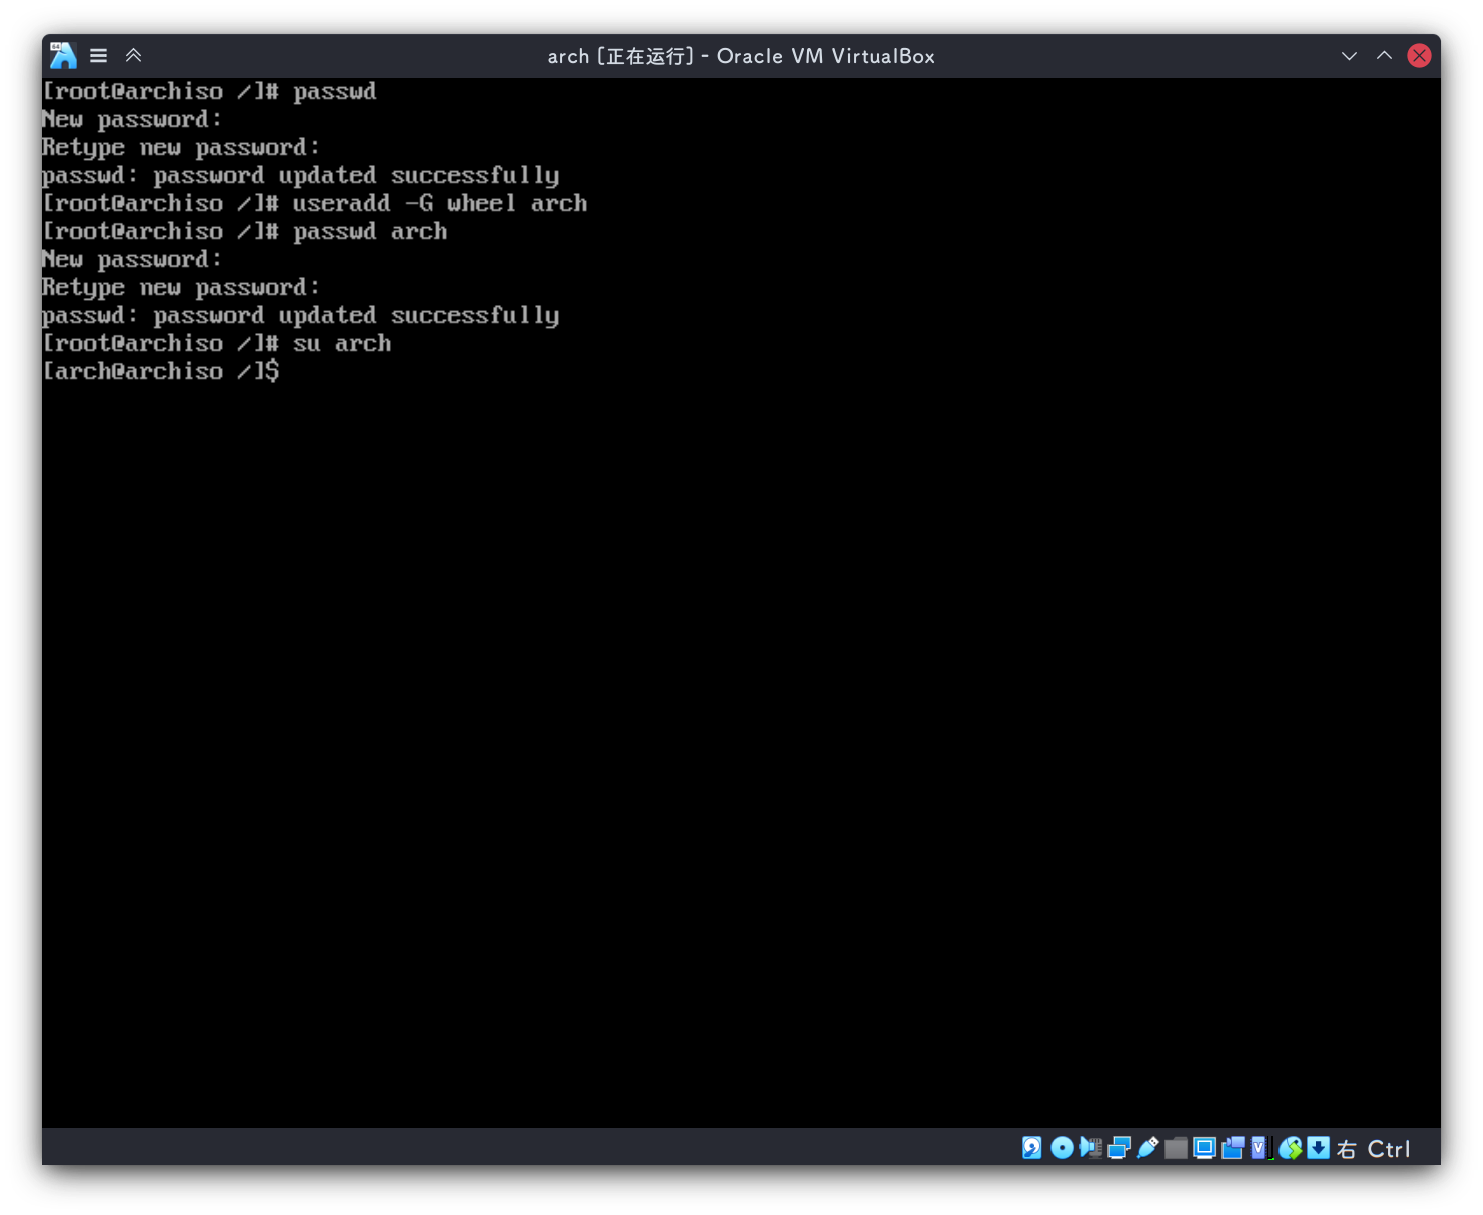 64
arch [正在运行] - Oracle VM VirtualBox
[root@archiso /]# passwd
New password:
Retype new password:
passwd: password updated successfully
[root@archiso /]# useradd -G wheel arch
[root@archiso /]# passwd arch
New password:
Retype new password:
passwd: password updated successfully
[root@archiso /]# su arch
[arch@archiso /]$
V
右 Ctrl